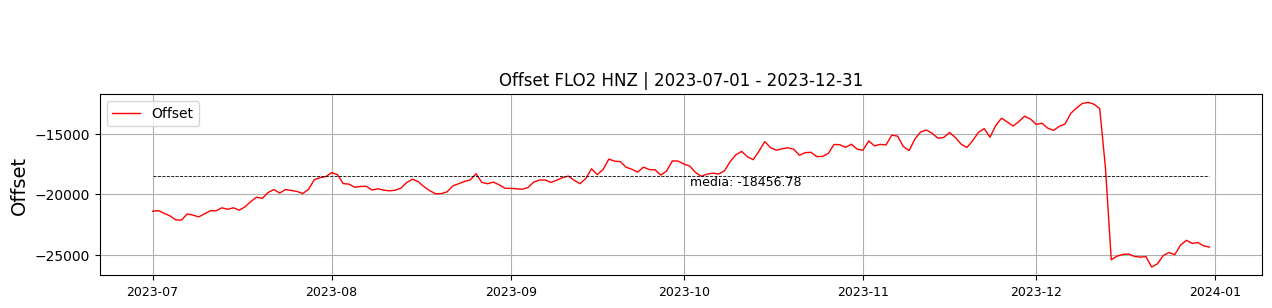 Offset FLO2 HNZ | 2023-07-01 - 2023-12-31
Offset
Offset
−15000
−20000
−25000
media: -18456.78
2023-07
2023-08
2023-09
2023-10
2023-11
2023-12
2024-01